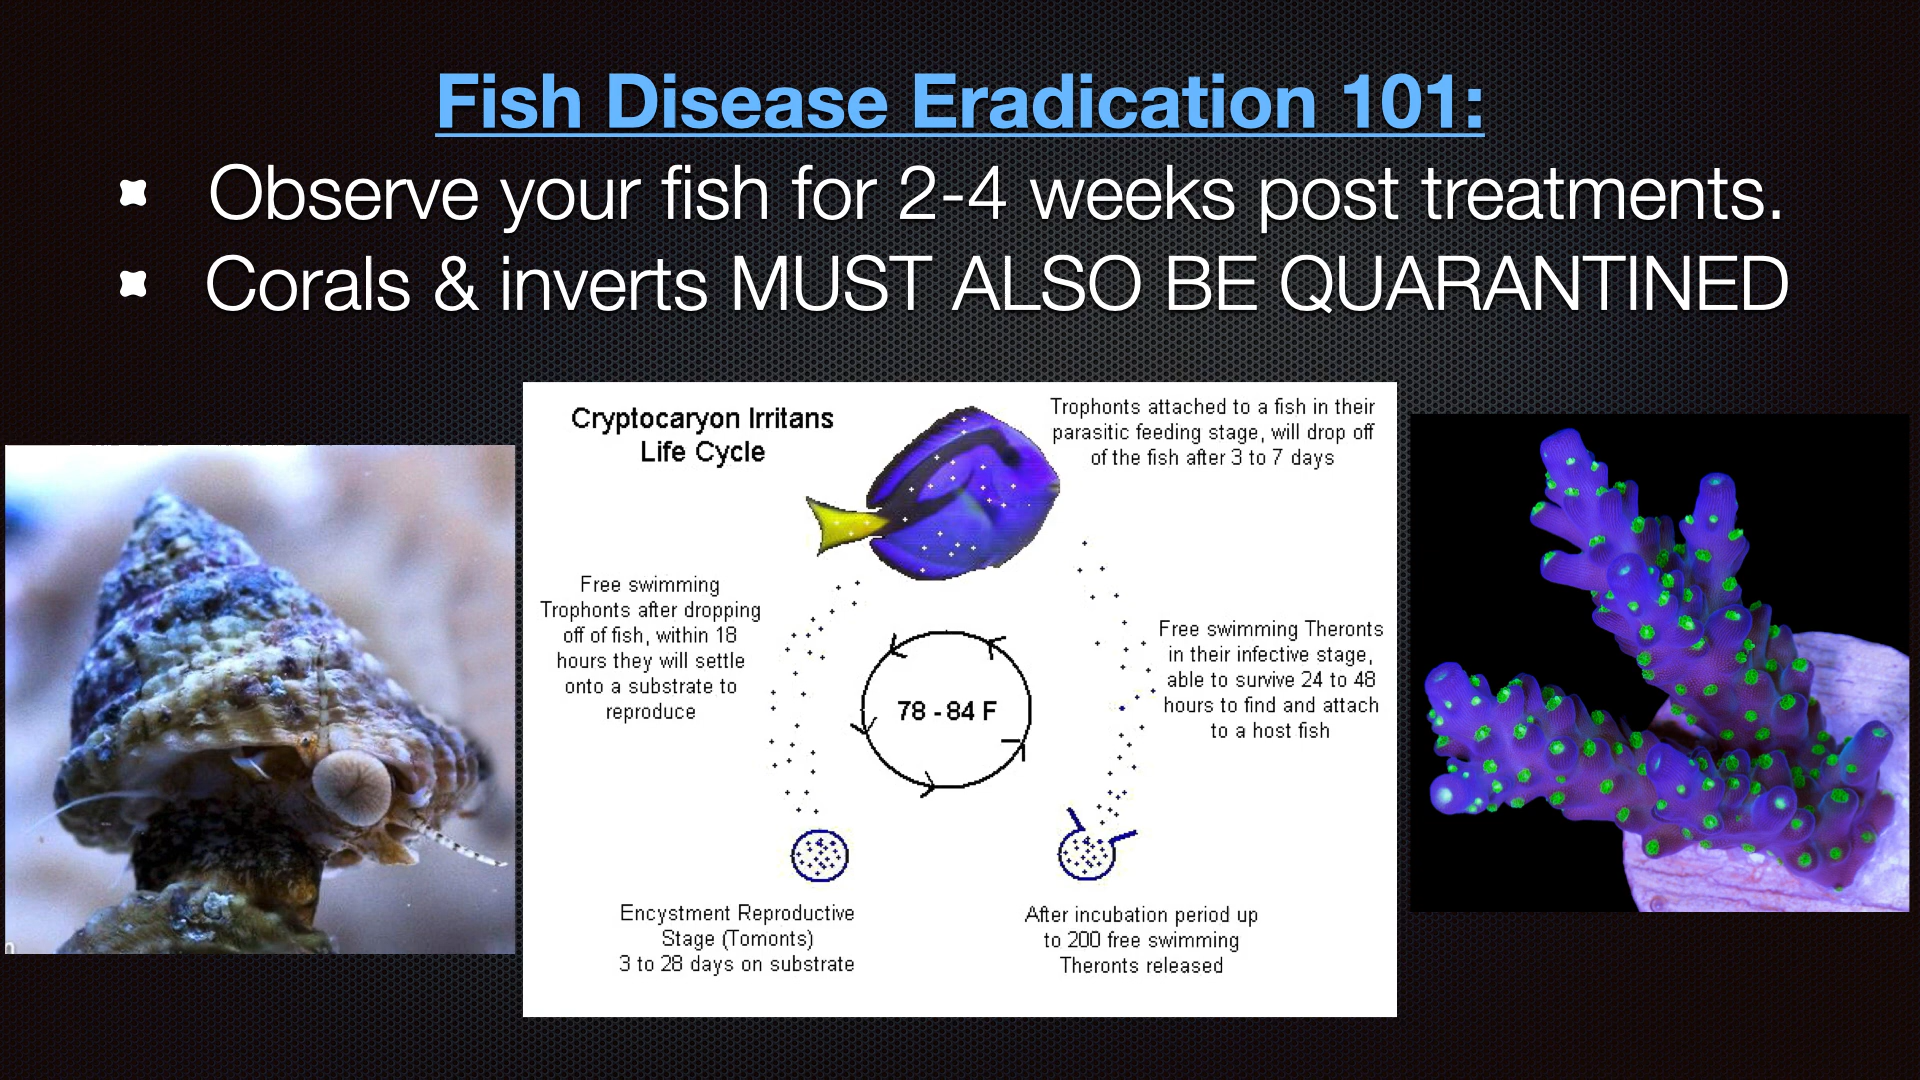 Fish Disease Eradication 101:
Observe your fish for 2-4 weeks post treatments.
Corals & inverts MUST ALSO BE QUARANTINED
Cryptocaryon Irritans
Life Cycle
Trophonts attached to a fish in their
parasitic feeding stage, will drop off
of the fish after 3 to 7 days
Free swimming
Trophonts after dropping
off of fish, within 18
hours they will settle
onto a substrate to
reproduce
78 - 84 F
Free swimming Theronts
in their infective stage,
able to survive 24 to 48
hours to find and attach
to a host fish
Encystment Reproductive
Stage (Tomonts)
3 to 28 days on substrate
After incubation period up
to 200 free swimming
Theronts released